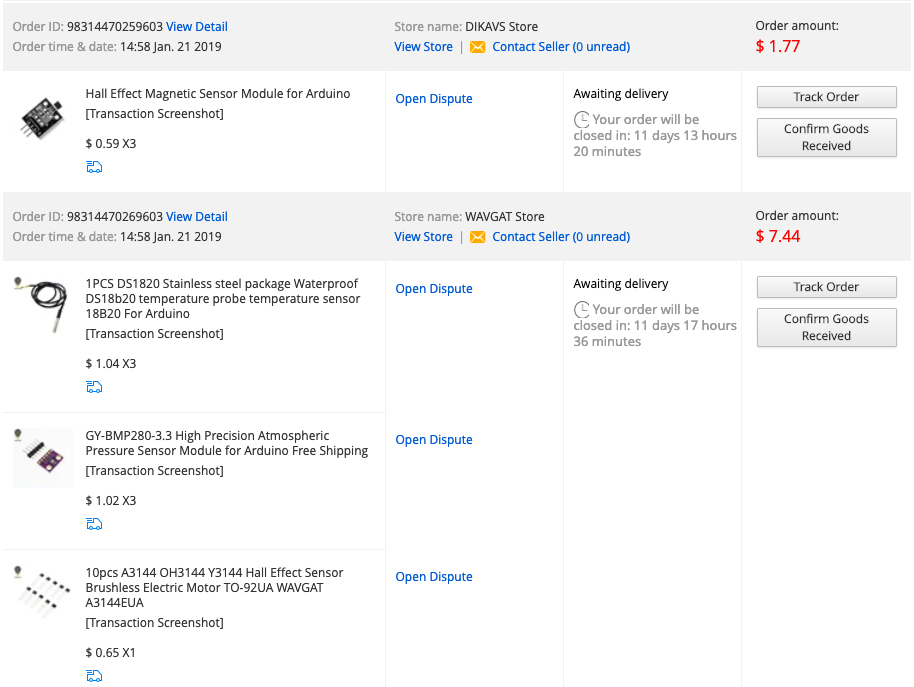 Order ID: 98314470259603 View Detail
Store name: DIKAVS Store
Order amount:
Order time & date: 14:58 Jan. 21 2019
View Store | Contact Seller (0 unread)
$ 1.77
Hall Effect Magnetic Sensor Module for Arduino
[Transaction Screenshot]
$ 0.59 X3
Open Dispute
Awaiting delivery
Your order will be
closed in: 11 days 13 hours
20 minutes
Track Order
Confirm Goods
Received
Order ID: 98314470269603 View Detail
Store name: WAVGAT Store
Order amount:
Order time & date: 14:58 Jan. 21 2019
View Store | Contact Seller (0 unread)
$ 7.44
1PCS DS1820 Stainless steel package Waterproof
DS18b20 temperature probe temperature sensor
18B20 For Arduino
[Transaction Screenshot]
$ 1.04 X3
Open Dispute
Awaiting delivery
Your order will be
closed in: 11 days 17 hours
36 minutes
Track Order
Confirm Goods
Received
GY-BMP280-3.3 High Precision Atmospheric
Pressure Sensor Module for Arduino Free Shipping
[Transaction Screenshot]
$ 1.02 X3
Open Dispute
10pcs A3144 OH3144 Y3144 Hall Effect Sensor
Brushless Electric Motor TO-92UA WAVGAT
A3144EUA
[Transaction Screenshot]
$ 0.65 X1
Open Dispute